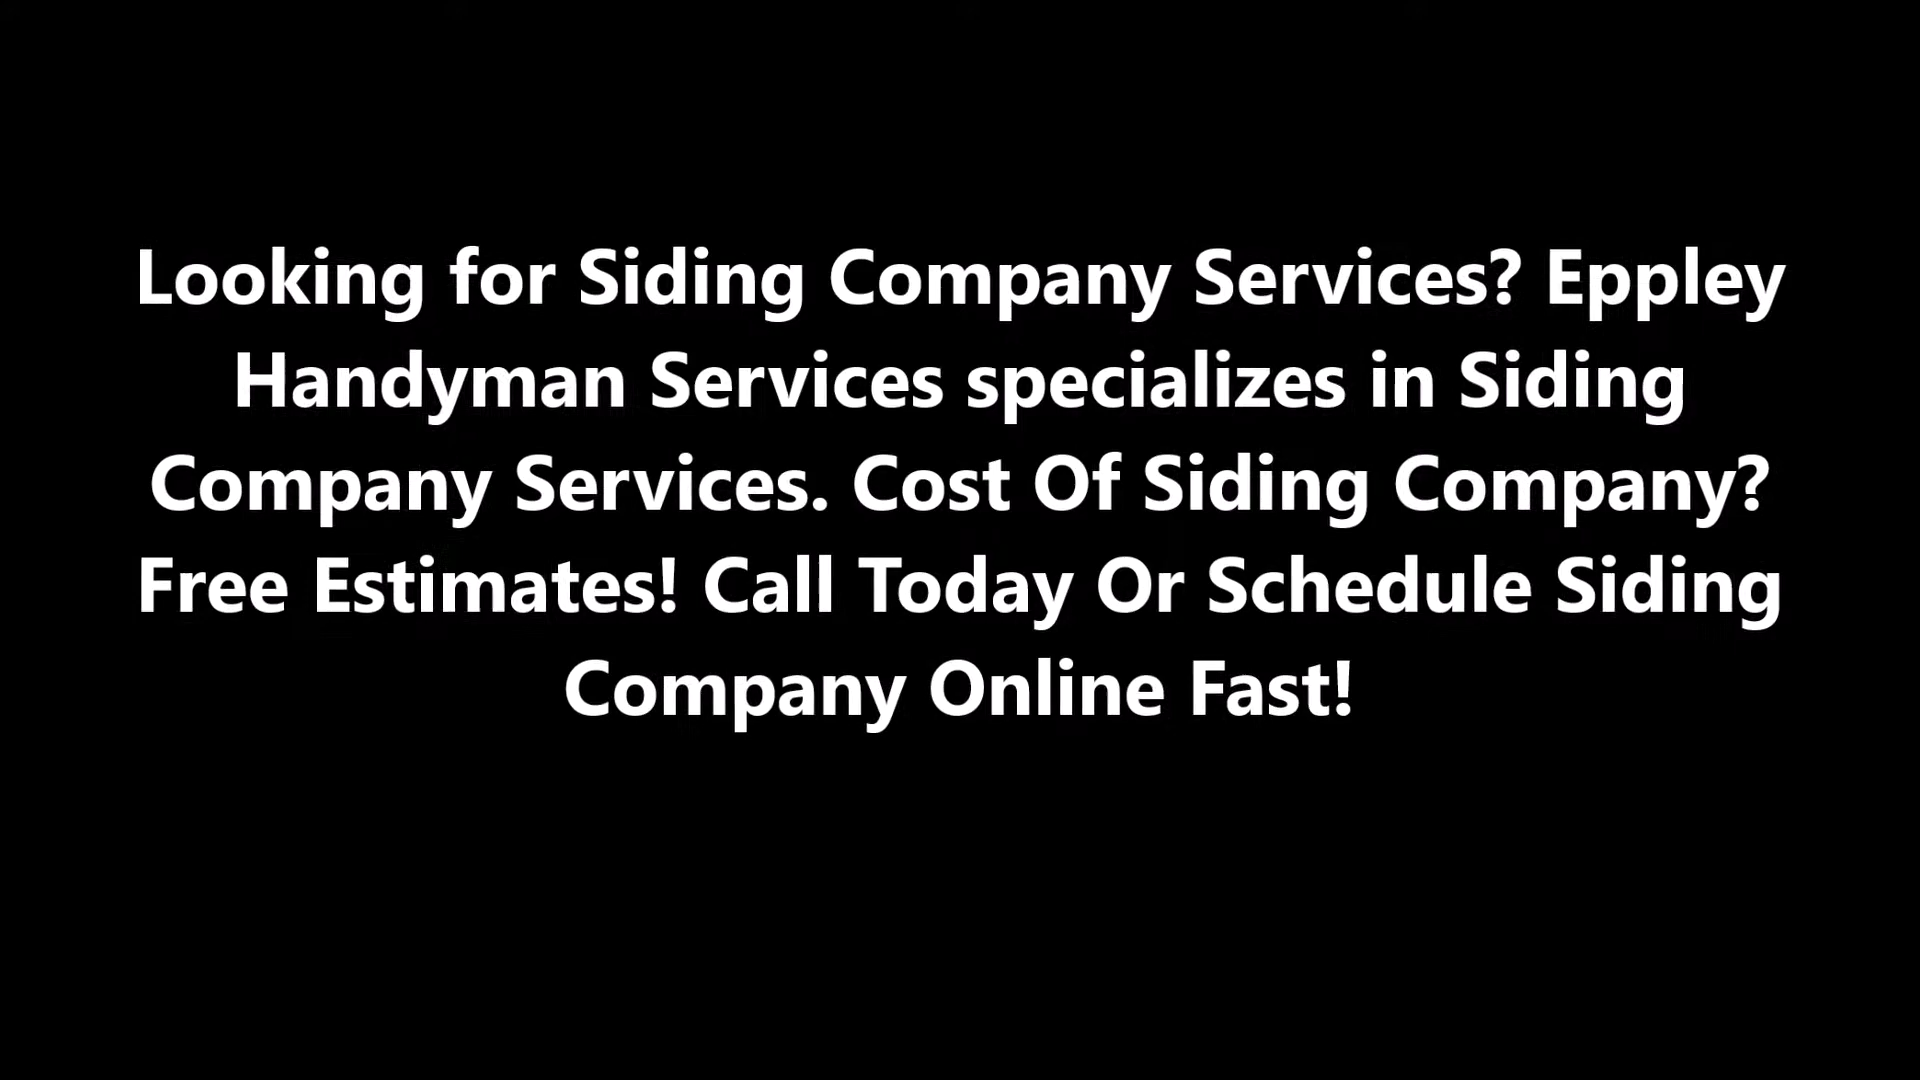 Looking for Siding Company Services? Eppley
Handyman Services specializes in Siding
Company Services. Cost Of Siding Company?
Free Estimates! Call Today Or Schedule Siding
Company Online Fast!